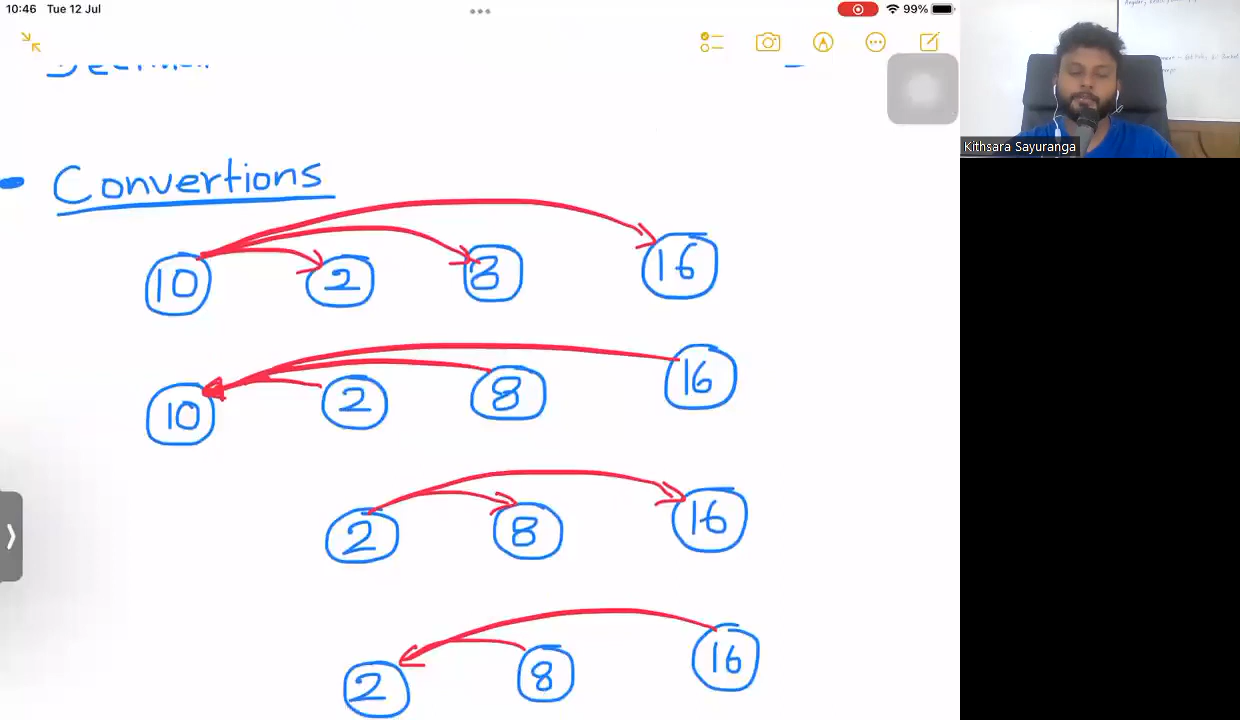 10:46 Tue 12 Jul
99%
Kithsara Sayuranga
Convertions
10 2 8 16
10 2 8 16
2 8 16
2 8 16